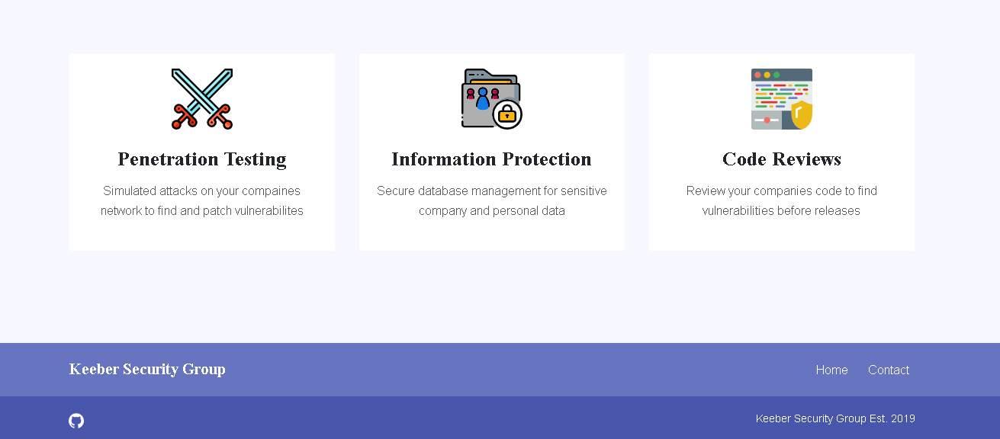 Penetration Testing
Simulated attacks on your compaines
network to find and patch vulnerabilites
Information Protection
Secure database management for sensitive
company and personal data
Code Reviews
Review your companies code to find
vulnerabilities before releases
Keeber Security Group
Home Contact
Keeber Security Group Est. 2019